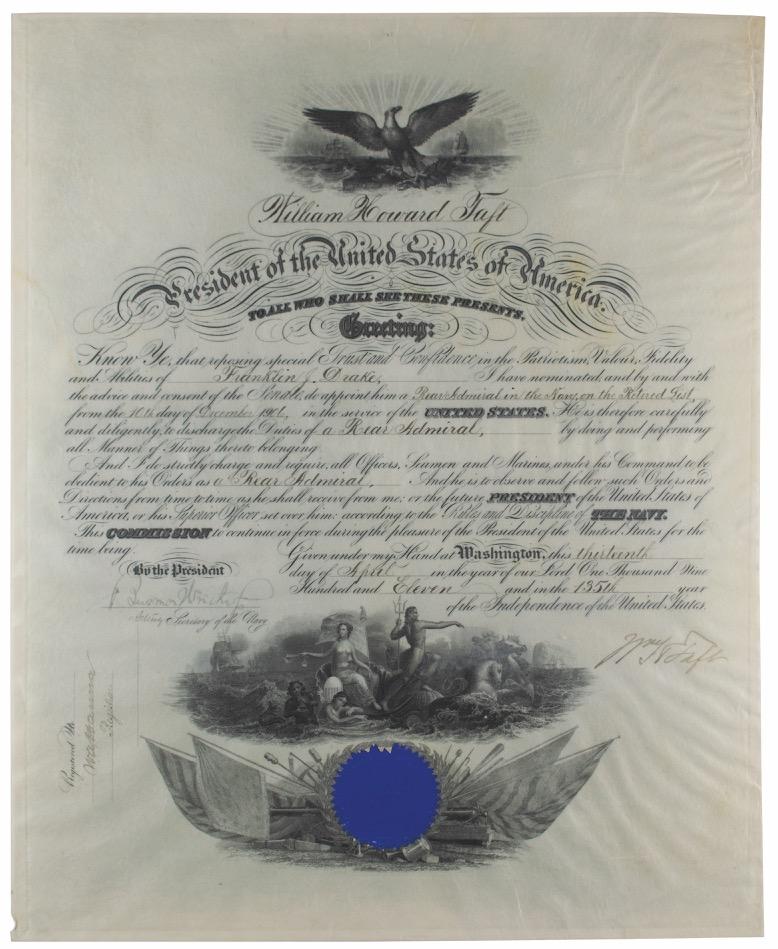 William Howard Taft
President of the United States of America.
TO ALL WHO SHALL SEE THESE PRESENTS,
Greeting:
Know Ye, that reposing special Trust and Confidence in the Patriotism, Valour, Fidelity
and Abilities of Franklin J. Drake, I have nominated, and by and with
the advice and consent of the Senate, do appoint him a Rear Admiral in the Navy, on the Retired List,
from the 10th day of December 1906, in the service of the UNITED STATES. He is therefore carefully
and diligently, to discharge the Duties of a Rear Admiral, by doing and performing
all Manner of Things thereto belonging.
And I do strictly charge and require, all Officers, Seamen and Marines, under his Command to be
obedient to his Orders as a Rear Admiral. And he is to observe and follow such Orders and
Directions from time to time as he shall receive from me; or the future PRESIDENT of the United States of
America, or his Superior Officer, set over him; according to the Rules and Discipline of THE NAVY.
This COMMISSION to continue in force during the pleasure of the President of the United States for the
time being.
Given under my Hand at Washington, this thirteenth
day of April in the year of our Lord One Thousand Nine
Hundred and Eleven and in the 135th year
of the Independence of the United States.
By the President
Acting Secretary of the Navy
Wm H Taft
Registered No.
Register